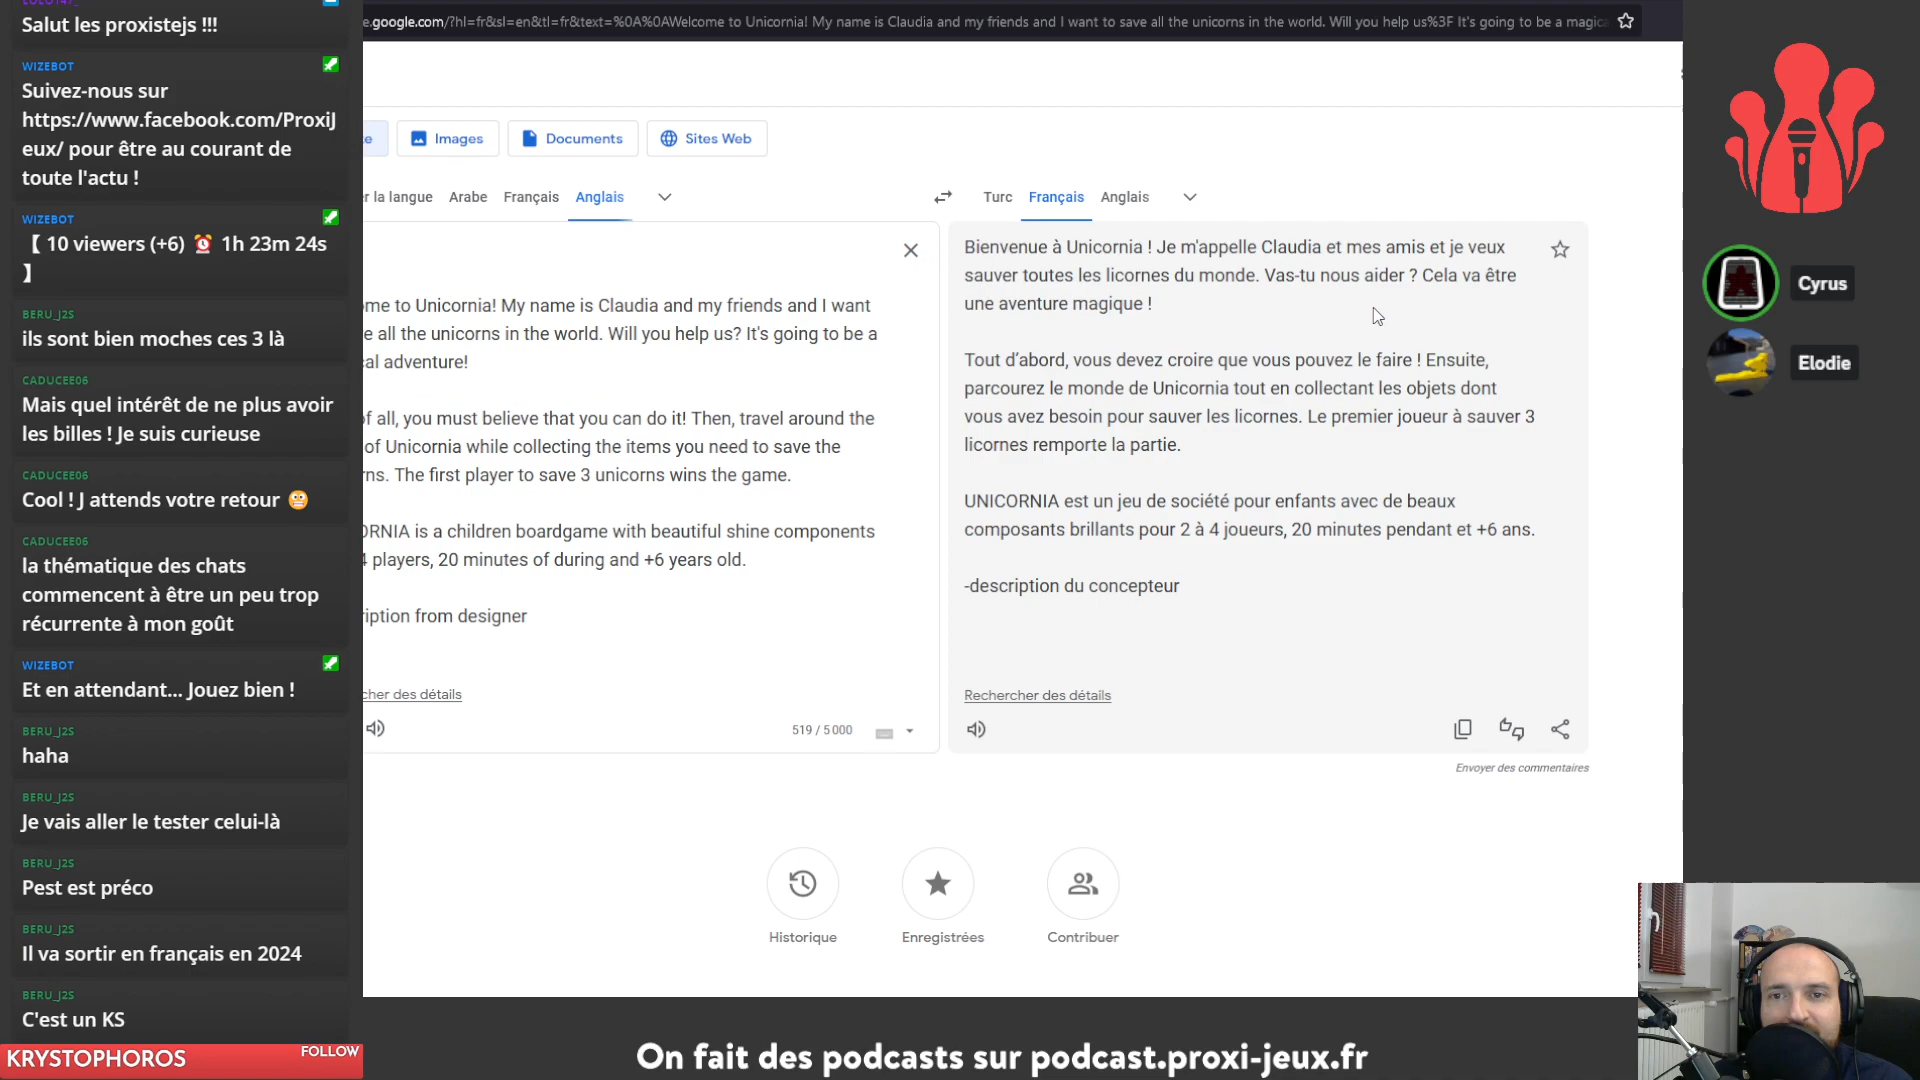 Salut les proxistejs !!!
WIZEBOT
Suivez-nous sur
https://www.facebook.com/ProxiJ
eux/ pour être au courant de
toute l'actu !
WIZEBOT
【 10 viewers (+6) ⏰ 1h 23m 24s
】
BERU_J2S
ils sont bien moches ces 3 là
CADUCEE06
Mais quel intérêt de ne plus avoir
les billes ! Je suis curieuse
CADUCEE06
Cool ! J attends votre retour 😬
CADUCEE06
la thématique des chats
commencent à être un peu trop
récurrente à mon goût
WIZEBOT
Et en attendant... Jouez bien !
BERU_J2S
haha
BERU_J2S
Je vais aller le tester celui-là
BERU_J2S
Pest est préco
BERU_J2S
Il va sortir en français en 2024
BERU_J2S
C'est un KS
KRYSTOPHOROS
FOLLOW
e.google.com/?hl=fr&sl=en&tl=fr&text=%0A%0AWelcome to Unicornia! My name is Claudia and my friends and I want to save all the unicorns in the world. Will you help us%3F It's going to be a magica
te
Images
Documents
Sites Web
er la langue
Arabe
Français
Anglais
Turc
Français
Anglais
ome to Unicornia! My name is Claudia and my friends and I want
e all the unicorns in the world. Will you help us? It's going to be a
al adventure!
of all, you must believe that you can do it! Then, travel around the
of Unicornia while collecting the items you need to save the
rns. The first player to save 3 unicorns wins the game.
ORNIA is a children boardgame with beautiful shine components
4 players, 20 minutes of during and +6 years old.
ription from designer
cher des détails
519 / 5 000
Bienvenue à Unicornia ! Je m'appelle Claudia et mes amis et je veux
sauver toutes les licornes du monde. Vas-tu nous aider ? Cela va être
une aventure magique !
Tout d’abord, vous devez croire que vous pouvez le faire ! Ensuite,
parcourez le monde de Unicornia tout en collectant les objets dont
vous avez besoin pour sauver les licornes. Le premier joueur à sauver 3
licornes remporte la partie.
UNICORNIA est un jeu de société pour enfants avec de beaux
composants brillants pour 2 à 4 joueurs, 20 minutes pendant et +6 ans.
-description du concepteur
Rechercher des détails
Envoyer des commentaires
Historique
Enregistrées
Contribuer
Cyrus
Elodie
On fait des podcasts sur podcast.proxi-jeux.fr